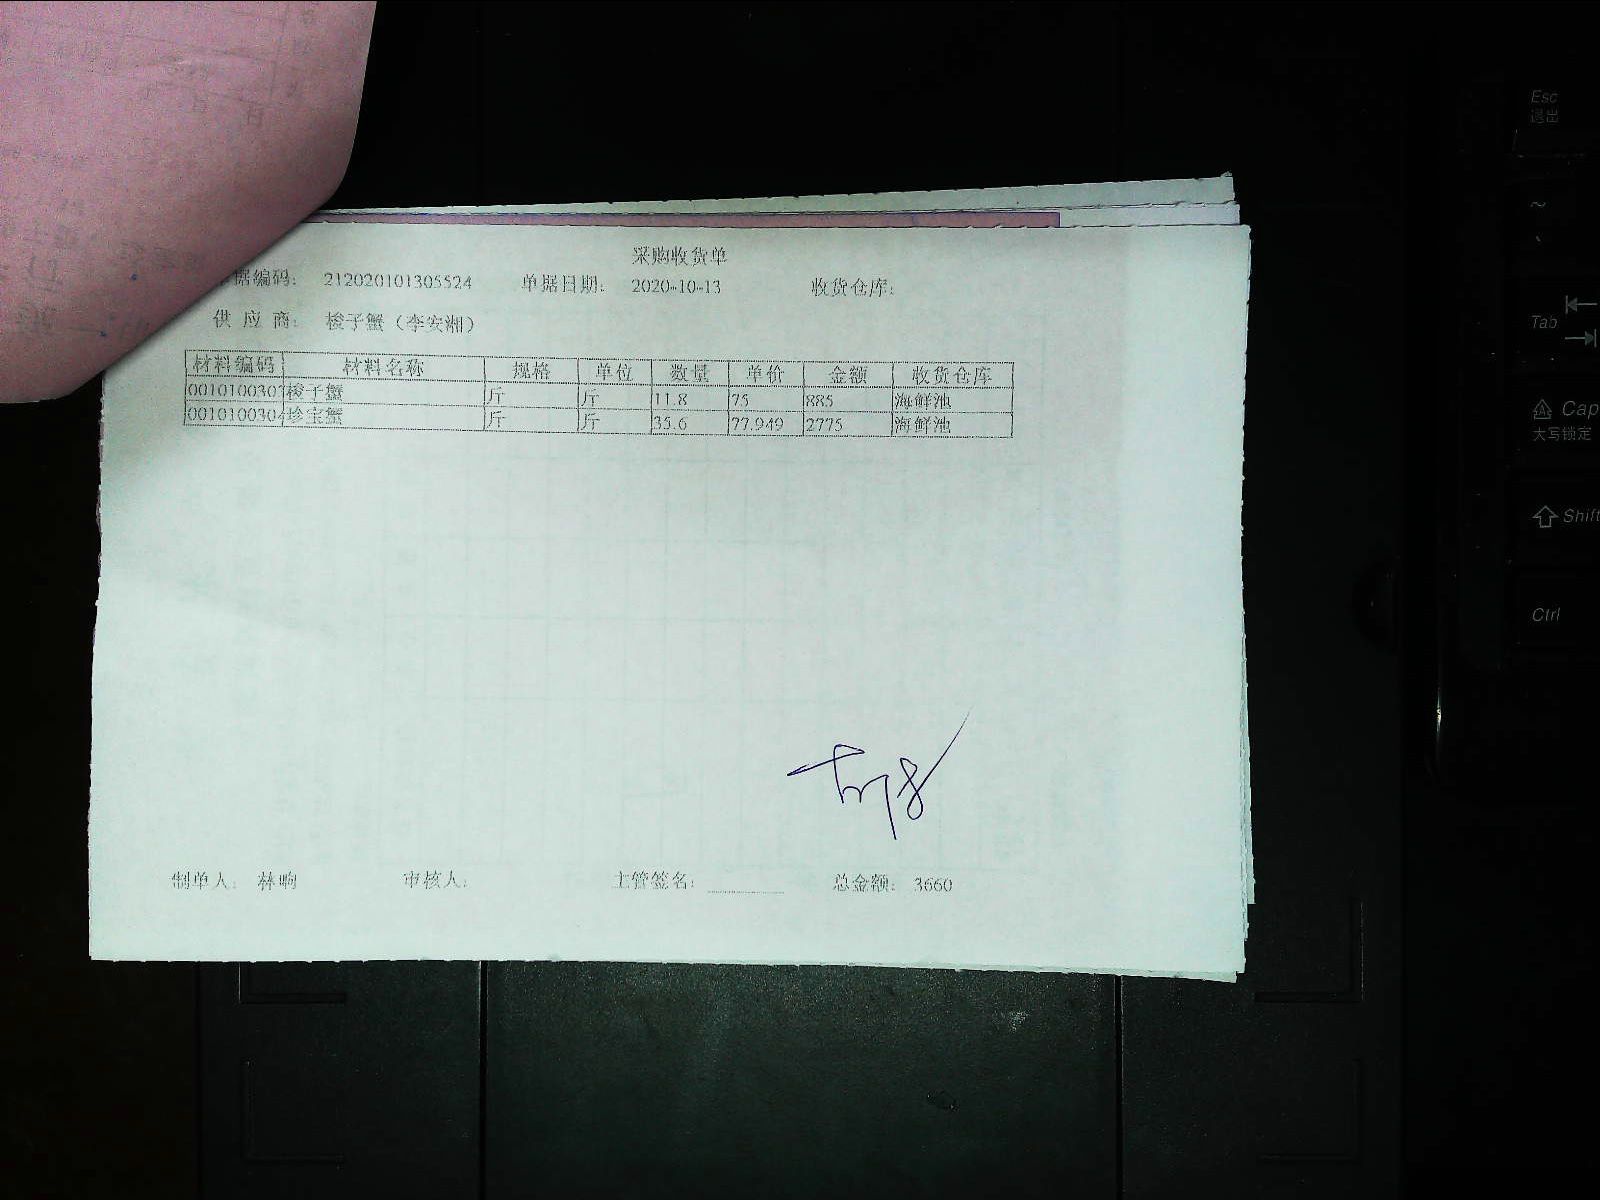 采购收货单
据编码： 212020101305524 单据日期： 2020-10-13 收货仓库：
供 应 商： 梭子蟹（李安湘）
材料编码 材料名称 规格 单位 数量 单价 金额 收货仓库
0010100303 梭子蟹 斤 斤 11.8 75 885 海鲜池
0010100304 珍宝蟹 斤 斤 35.6 77.949 2775 海鲜池
制单人： 林响 审核人： 主管签名： 总金额： 3660
Esc
退出
~
Tab
Cap
大写锁定
Shift
Ctrl